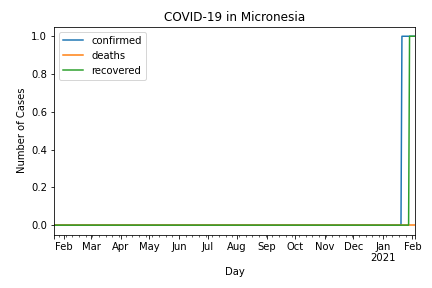 COVID-19 in Micronesia
confirmed
deaths
recovered
1.0
0.8
0.6
0.4
0.2
0.0
Number of Cases
Feb Mar Apr May Jun Jul Aug Sep Oct Nov Dec Jan Feb
2021
Day